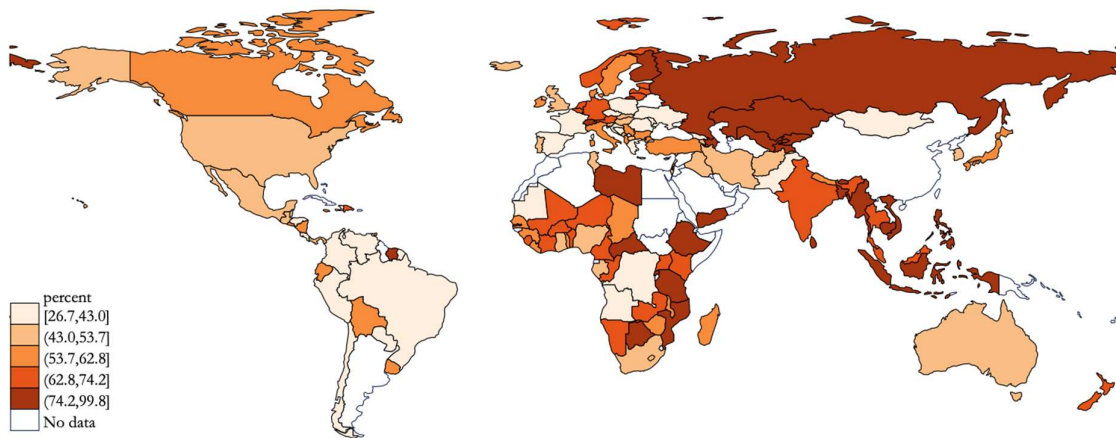 percent
[26.7,43.0]
(43.0,53.7]
(53.7,62.8]
(62.8,74.2]
(74.2,99.8]
No data